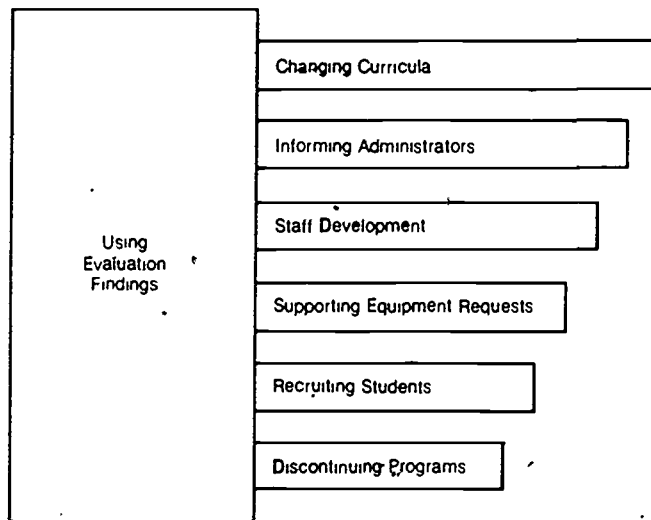 Changing Curricula
Informing Administrators
Staff Development
Using
Evaluation
Findings
Supporting Equipment Requests
Recruiting Students
Discontinuing Programs